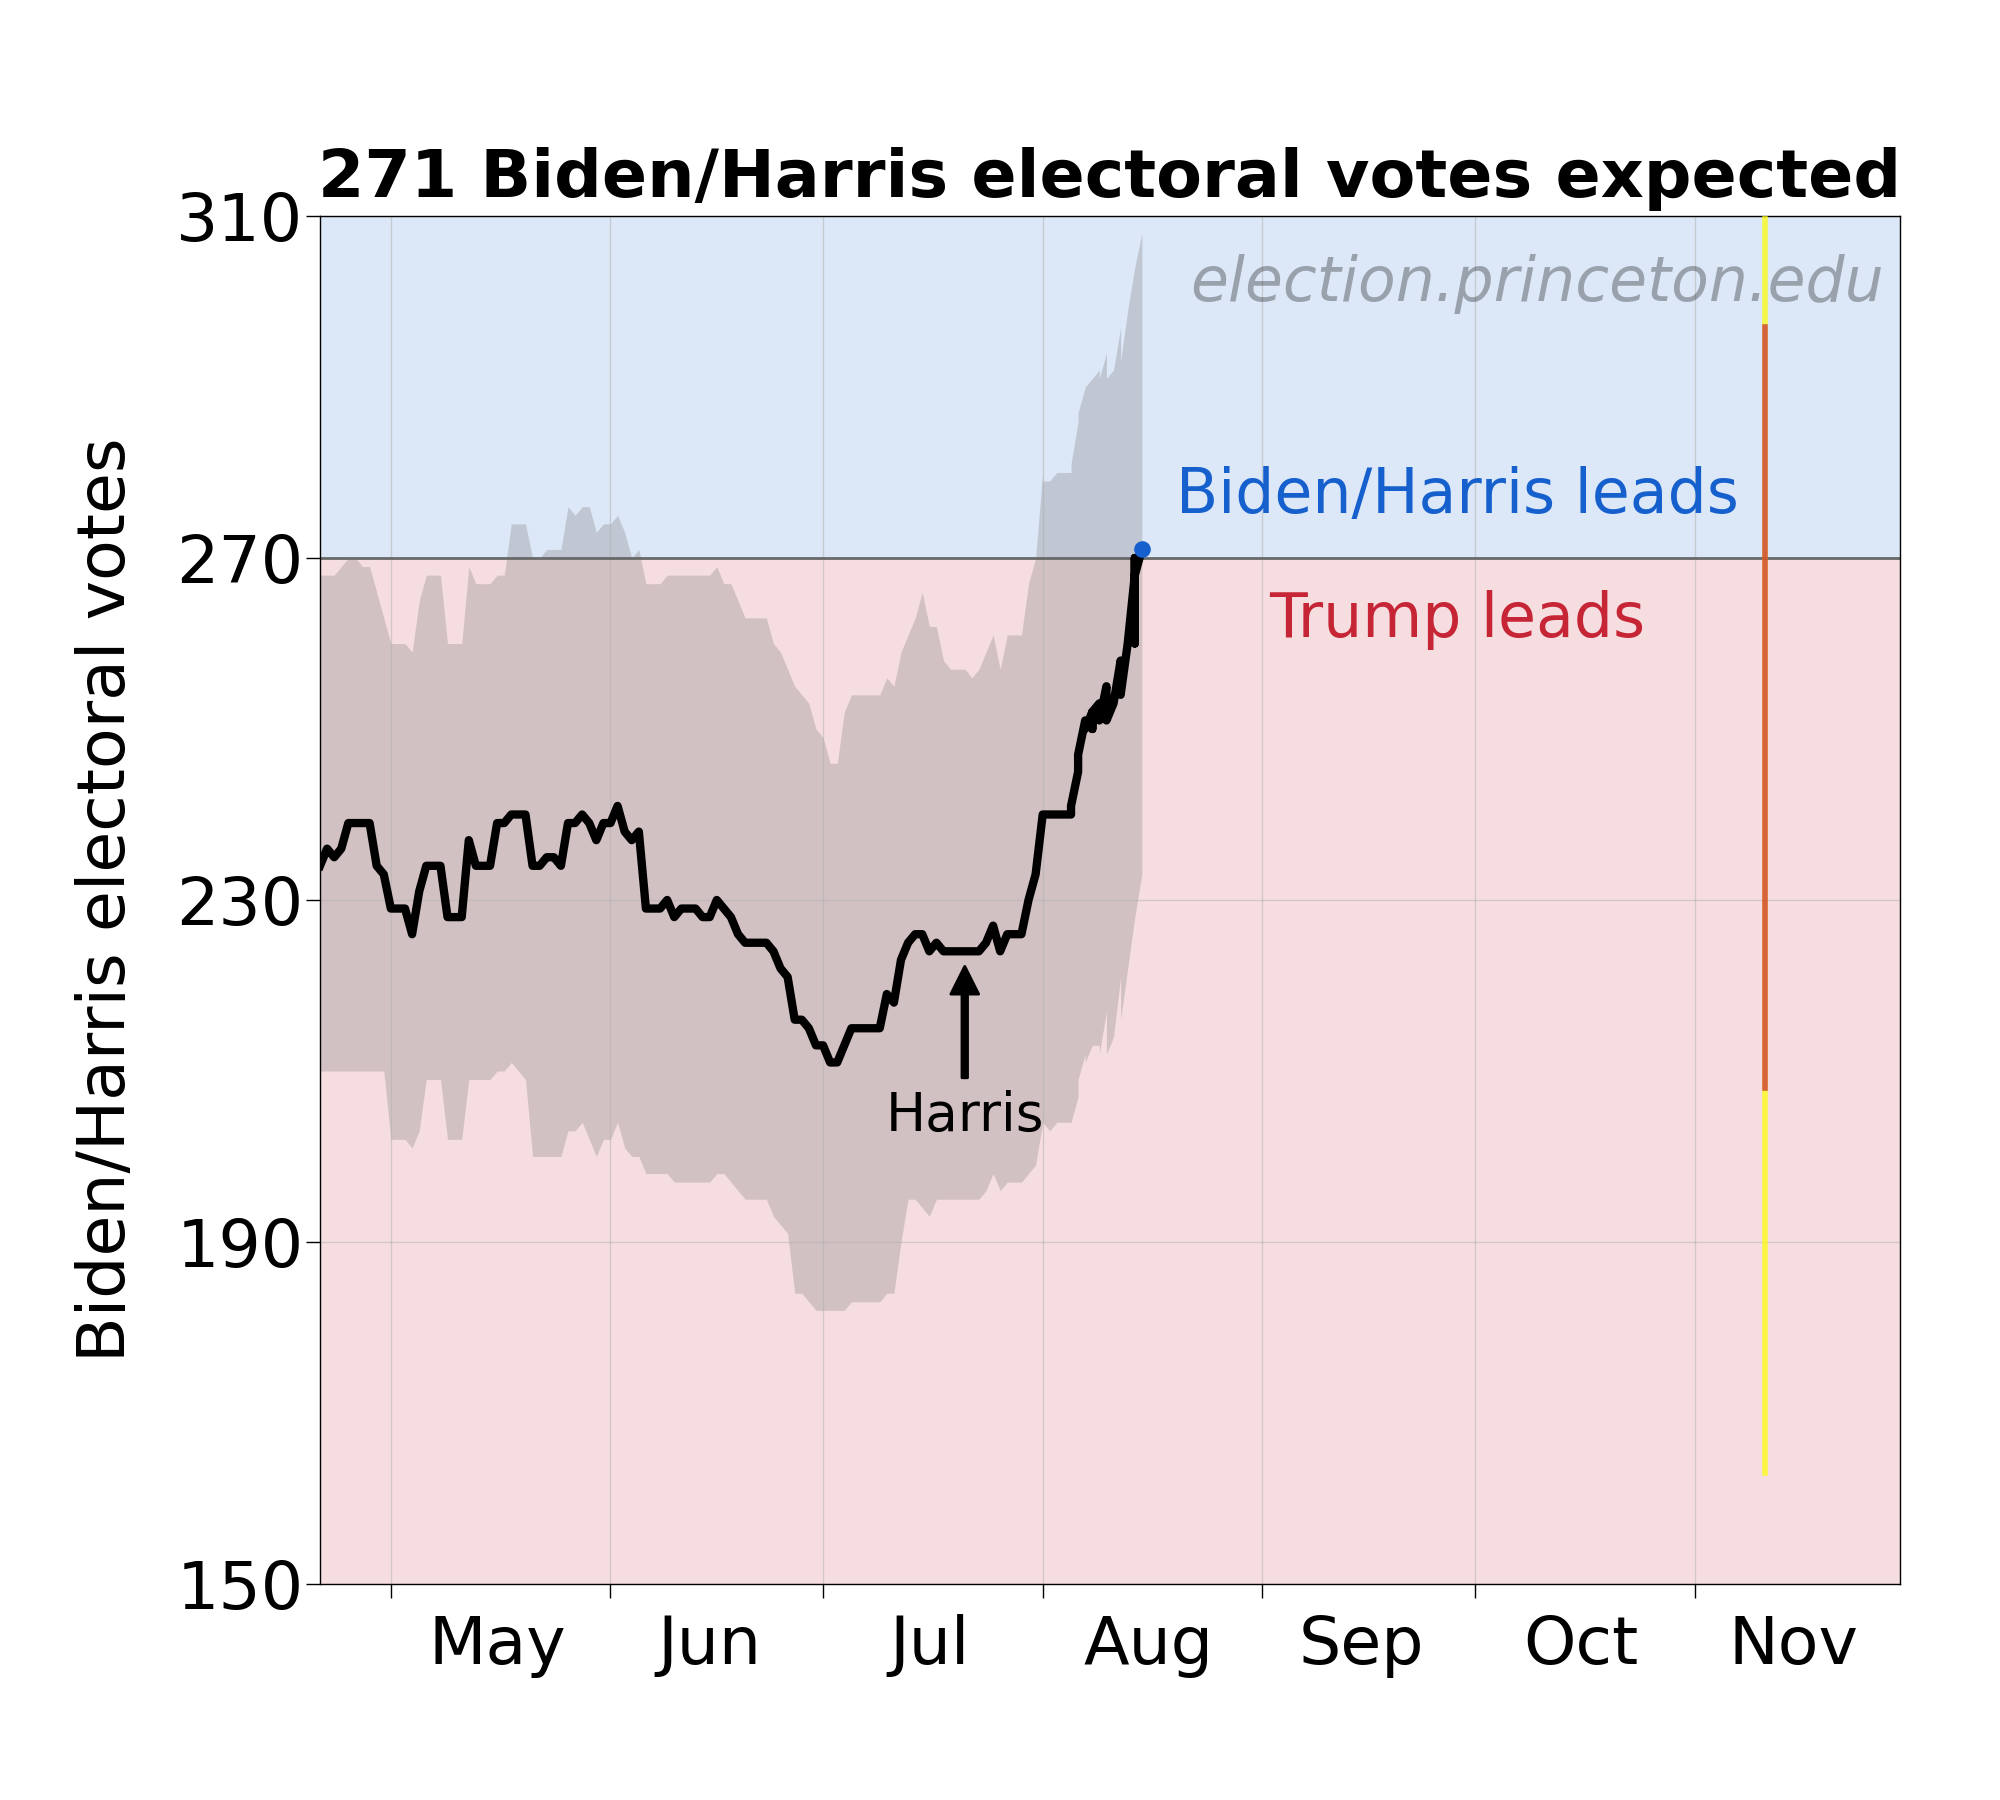 271 Biden/Harris electoral votes expected
310
election.princeton.edu
Biden/Harris leads
270
Trump leads
230
Harris
190
150
Biden/Harris electoral votes
May Jun Jul Aug Sep Oct Nov